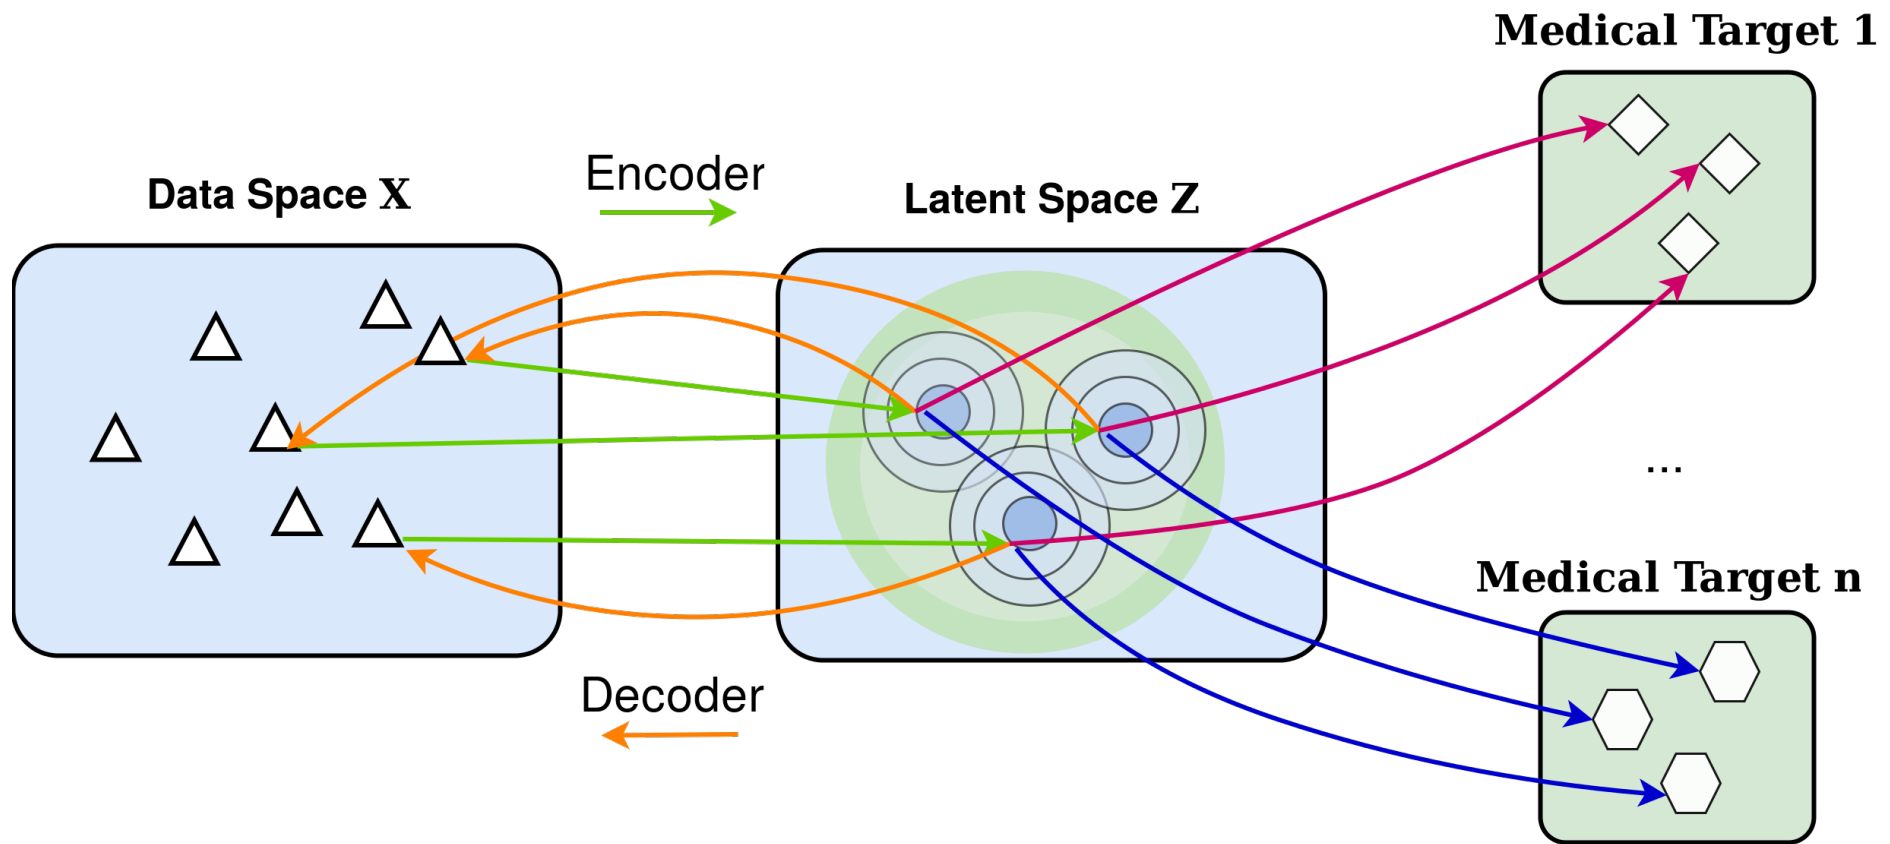 Medical Target 1
Encoder
Data Space X
Latent Space Z
...
Medical Target n
Decoder